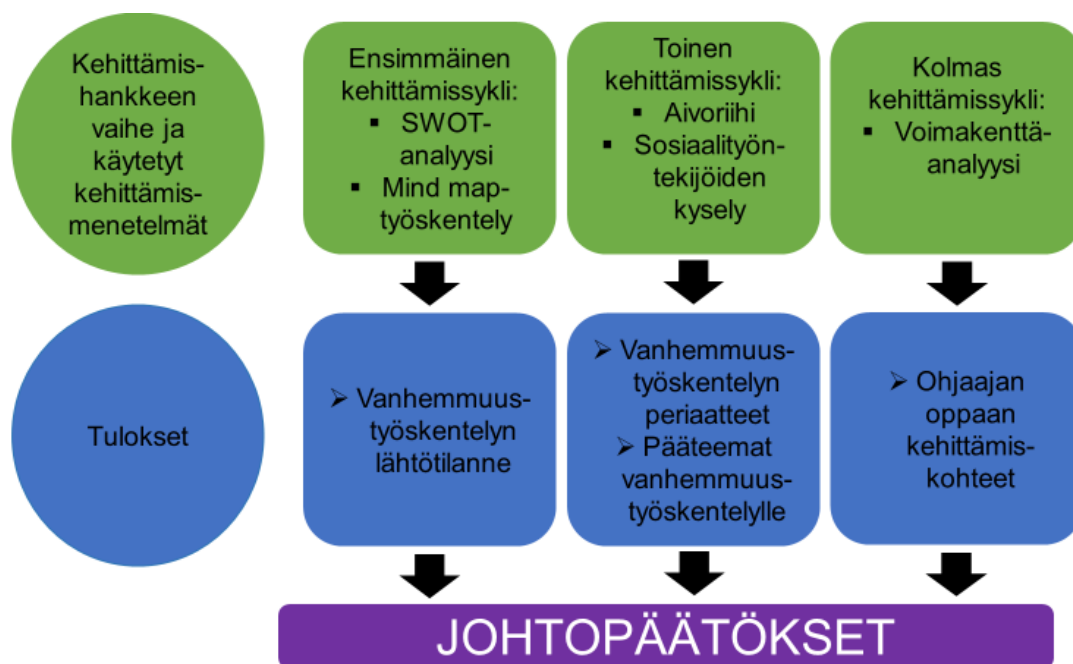 Kehittämis-
hankkeen
vaihe ja
käytetyt
kehittämis-
menetelmät
Ensimmäinen
kehittämissykli:
▪ SWOT-
analyysi
▪ Mind map-
työskentely
Toinen
kehittämissykli:
▪ Aivoriihi
▪ Sosiaalityön-
tekijöiden
kysely
Kolmas
kehittämissykli:
▪ Voimakenttä-
analyysi
Tulokset
➢ Vanhemmuus-
työskentelyn
lähtötilanne
➢ Vanhemmuus-
työskentelyn
periaatteet
➢ Pääteemat
vanhemmuus-
työskentelylle
➢ Ohjaajan
oppaan
kehittämis-
kohteet
JOHTOPÄÄTÖKSET